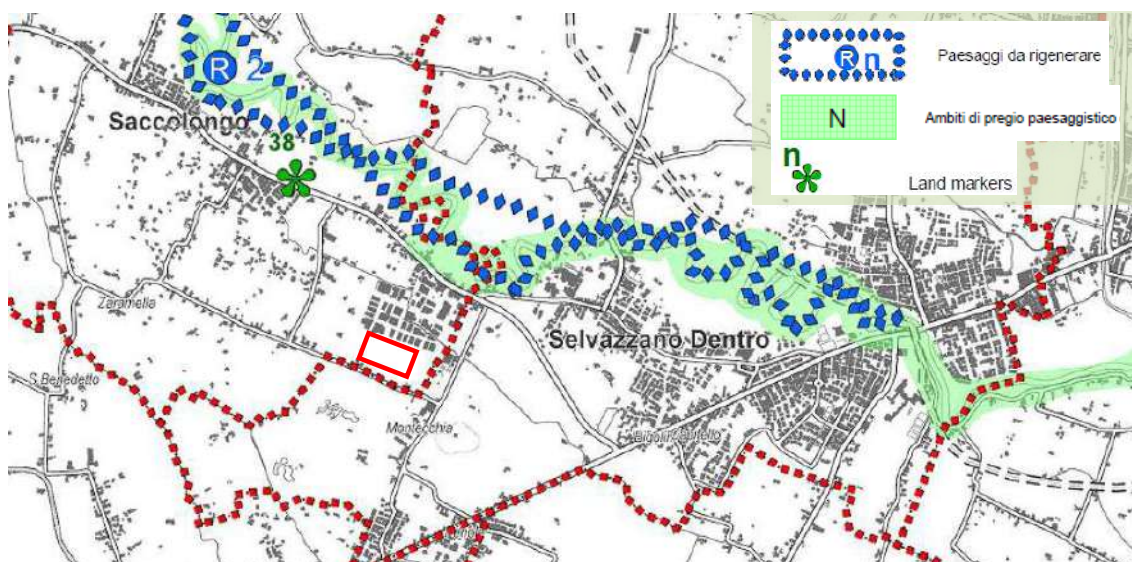 R n
Paesaggi da rigenerare
N
Ambiti di pregio paesaggistico
n
Land markers
R 2
Saccolongo
38
Zaramella
Selvazzano Dentro
S.Benedetto
Montecchia